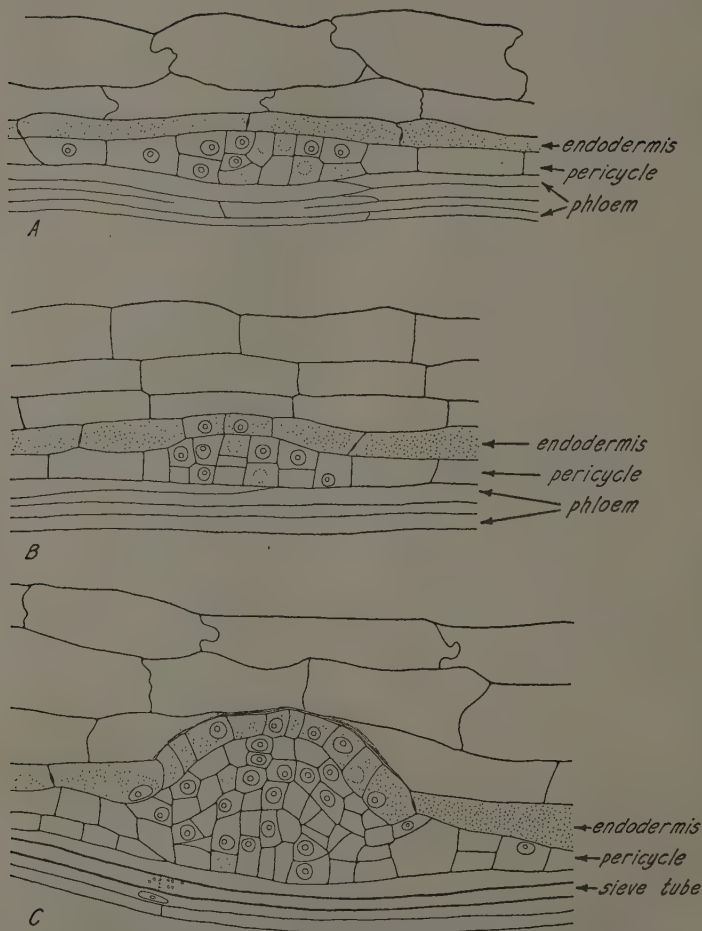 endodermis
pericycle
phloem
A
endodermis
pericycle
phloem
B
endodermis
pericycle
sieve tube
C